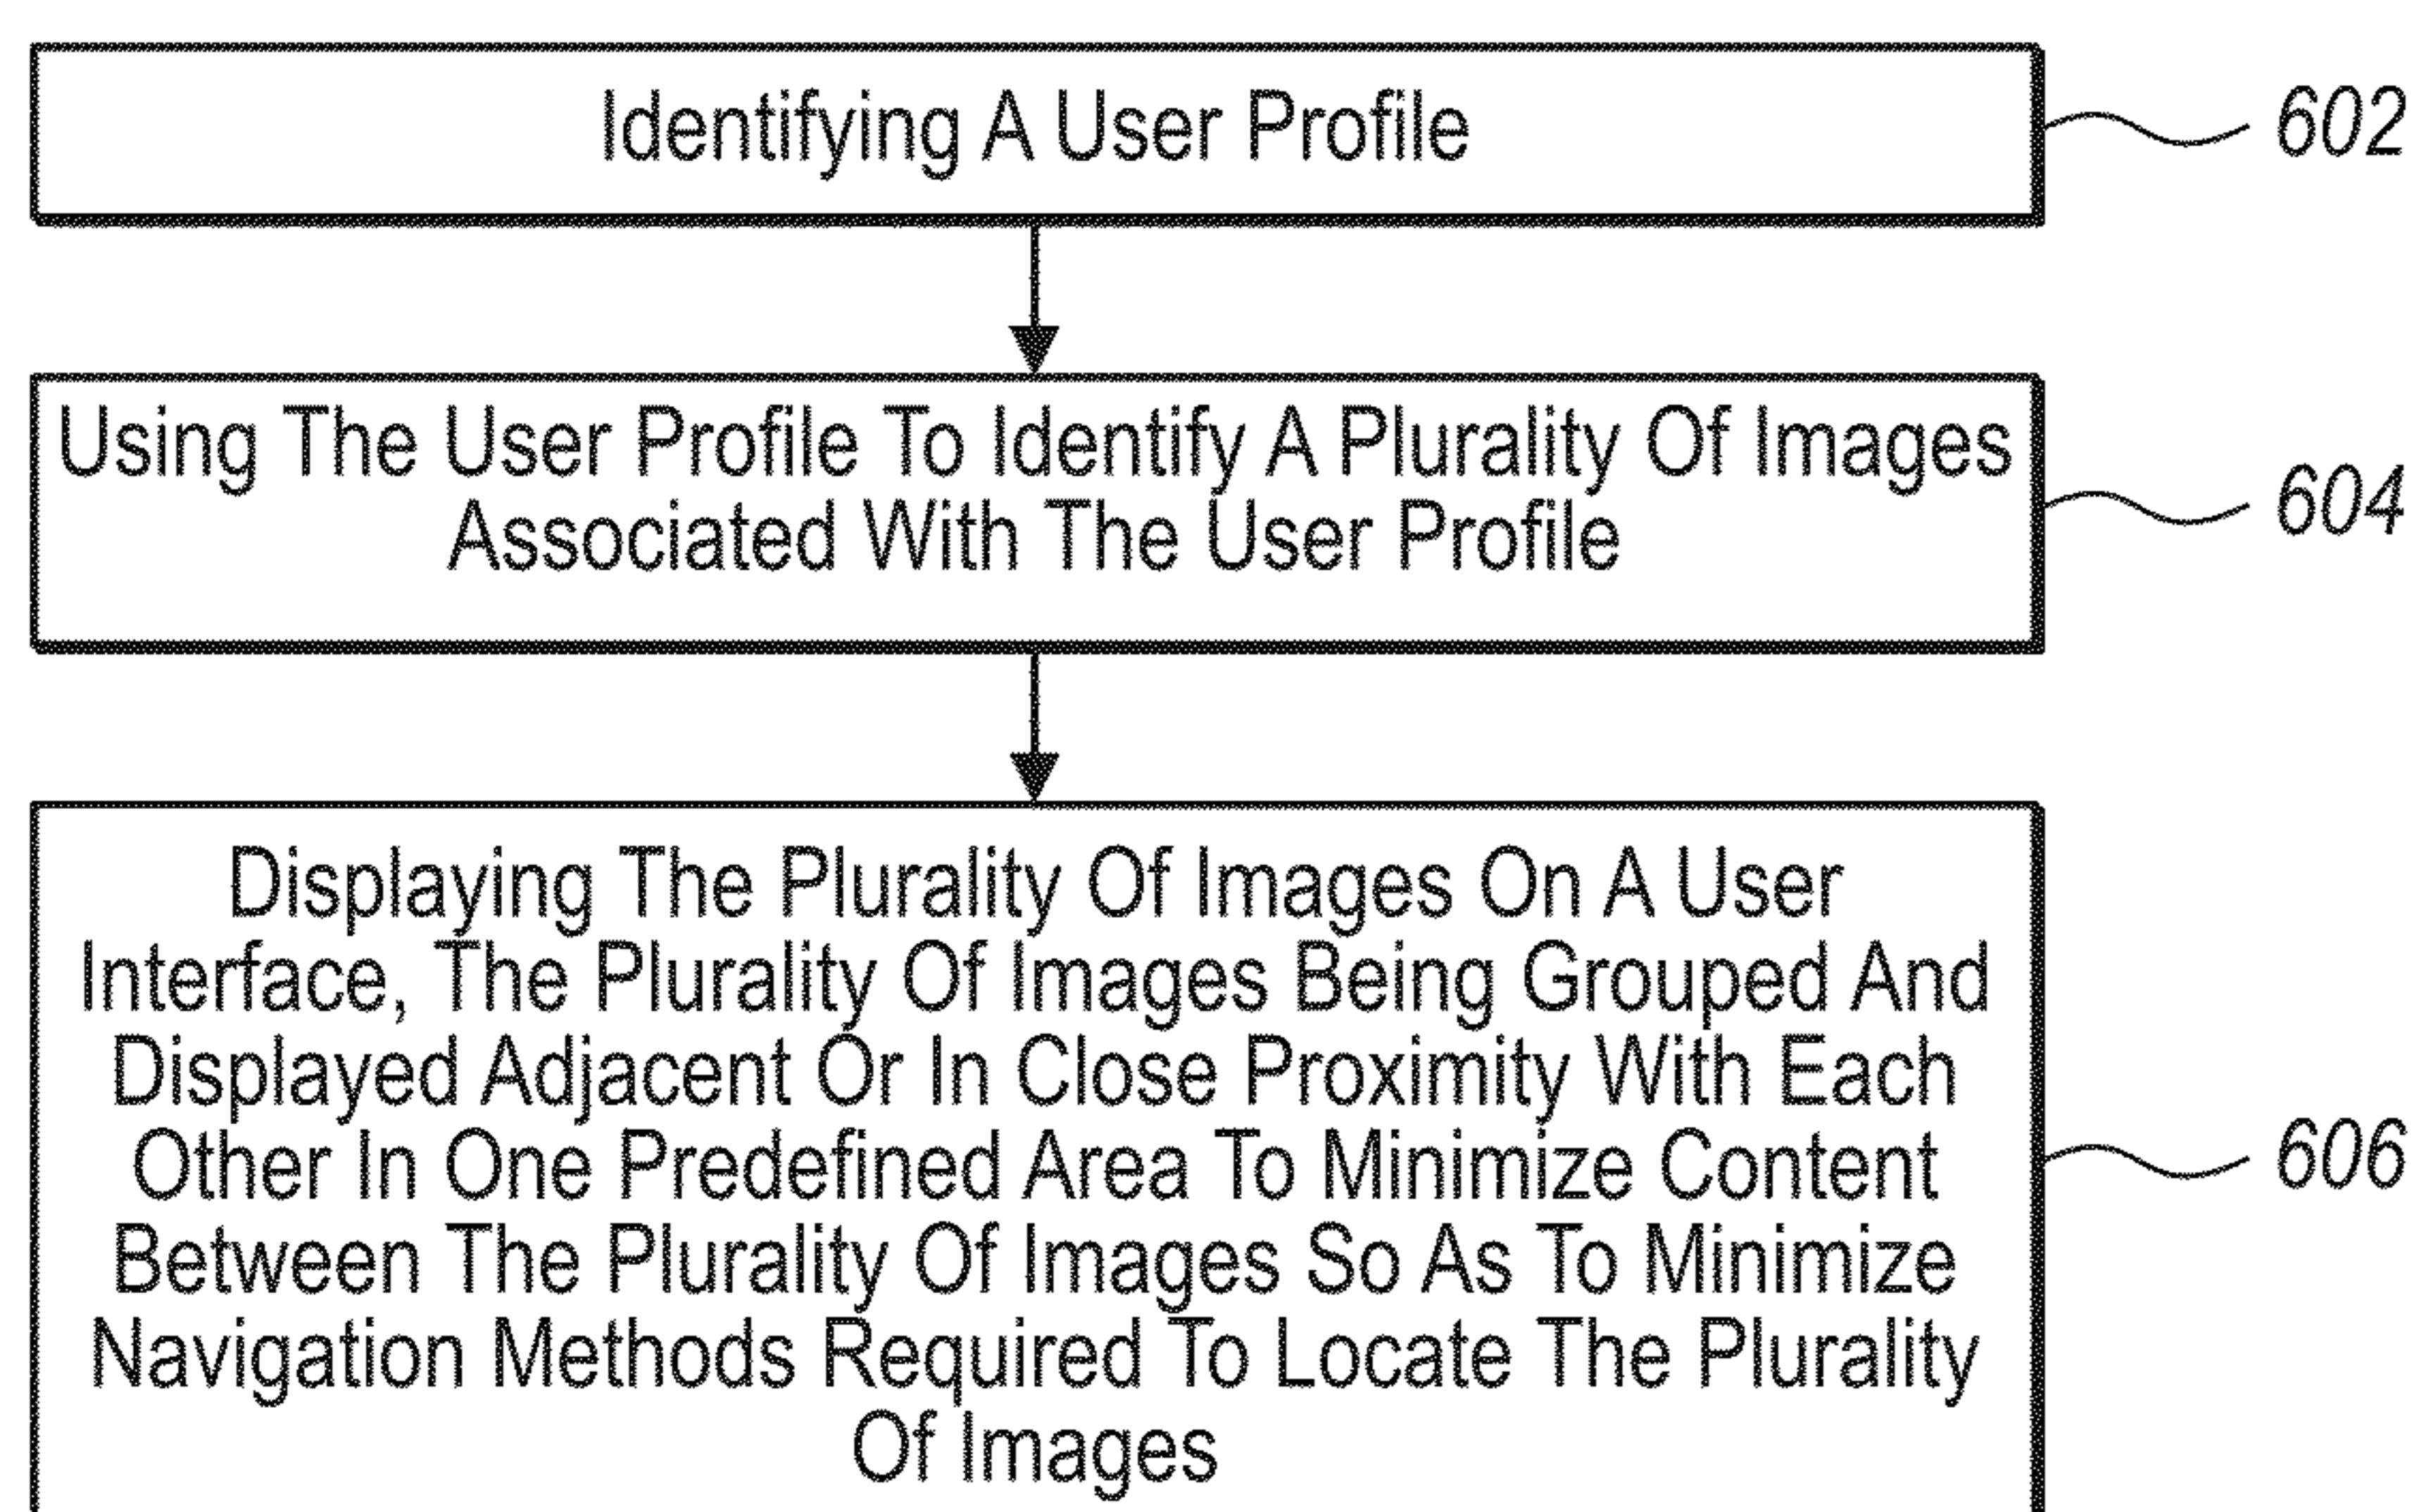 Identifying A User Profile
602
Using The User Profile To Identify A Plurality Of Images
Associated With The User Profile
604
Displaying The Plurality Of Images On A User
Interface, The Plurality Of Images Being Grouped And
Displayed Adjacent Or In Close Proximity With Each
Other In One Predefined Area To Minimize Content
Between The Plurality Of Images So As To Minimize
Navigation Methods Required To Locate The Plurality
Of Images
606